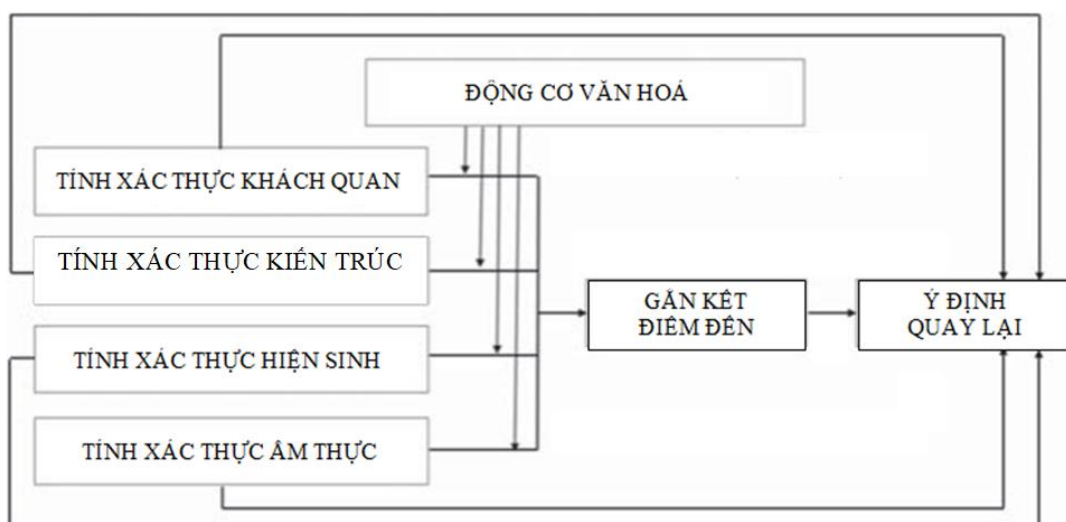 ĐỘNG CƠ VĂN HOÁ
TÍNH XÁC THỰC KHÁCH QUAN
TÍNH XÁC THỰC KIẾN TRÚC
GẮN KẾT
ĐIỂM ĐẾN
Ý ĐỊNH
QUAY LẠI
TÍNH XÁC THỰC HIỆN SINH
TÍNH XÁC THỰC ẨM THỰC